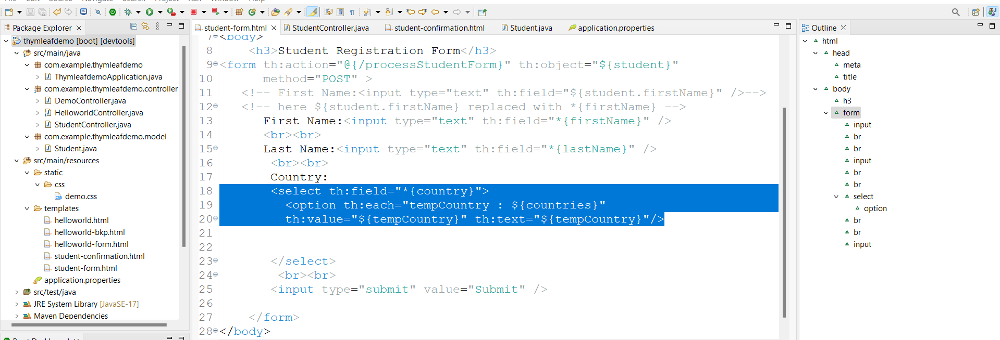 File Edit Source Navigate Search Project Run Window Help
Package Explorer
thymleafdemo [boot] [devtools]
src/main/java
com.example.thymleafdemo
ThymleafdemoApplication.java
com.example.thymleafdemo.controller
DemoController.java
HelloworldController.java
StudentController.java
com.example.thymleafdemo.model
Student.java
src/main/resources
static
css
demo.css
templates
helloworld.html
helloworld-bkp.html
helloworld-form.html
student-confirmation.html
student-form.html
application.properties
src/test/java
JRE System Library [JavaSE-17]
Maven Dependencies
student-form.html
StudentController.java
student-confirmation.html
Student.java
application.properties
7 <body>
8 <h3>Student Registration Form</h3>
9 <form th:action="@{/processStudentForm}" th:object="${student}"
10 method="POST" >
11 <!-- First Name:<input type="text" th:field="${student.firstName}" />-->
12 <!-- here ${student.firstName} replaced with *{firstName} -->
13 First Name:<input type="text" th:field="*{firstName}" />
14 <br><br>
15 Last Name:<input type="text" th:field="*{lastName}" />
16 <br><br>
17 Country:
18 <select th:field="*{country}">
19 <option th:each="tempCountry : ${countries}"
20 th:value="${tempCountry}" th:text="${tempCountry}"/>
21
22
23 </select>
24 <br><br>
25 <input type="submit" value="Submit" />
26
27 </form>
28 </body>
Outline
html
head
meta
title
body
h3
form
input
br
br
input
br
br
select
option
br
br
input